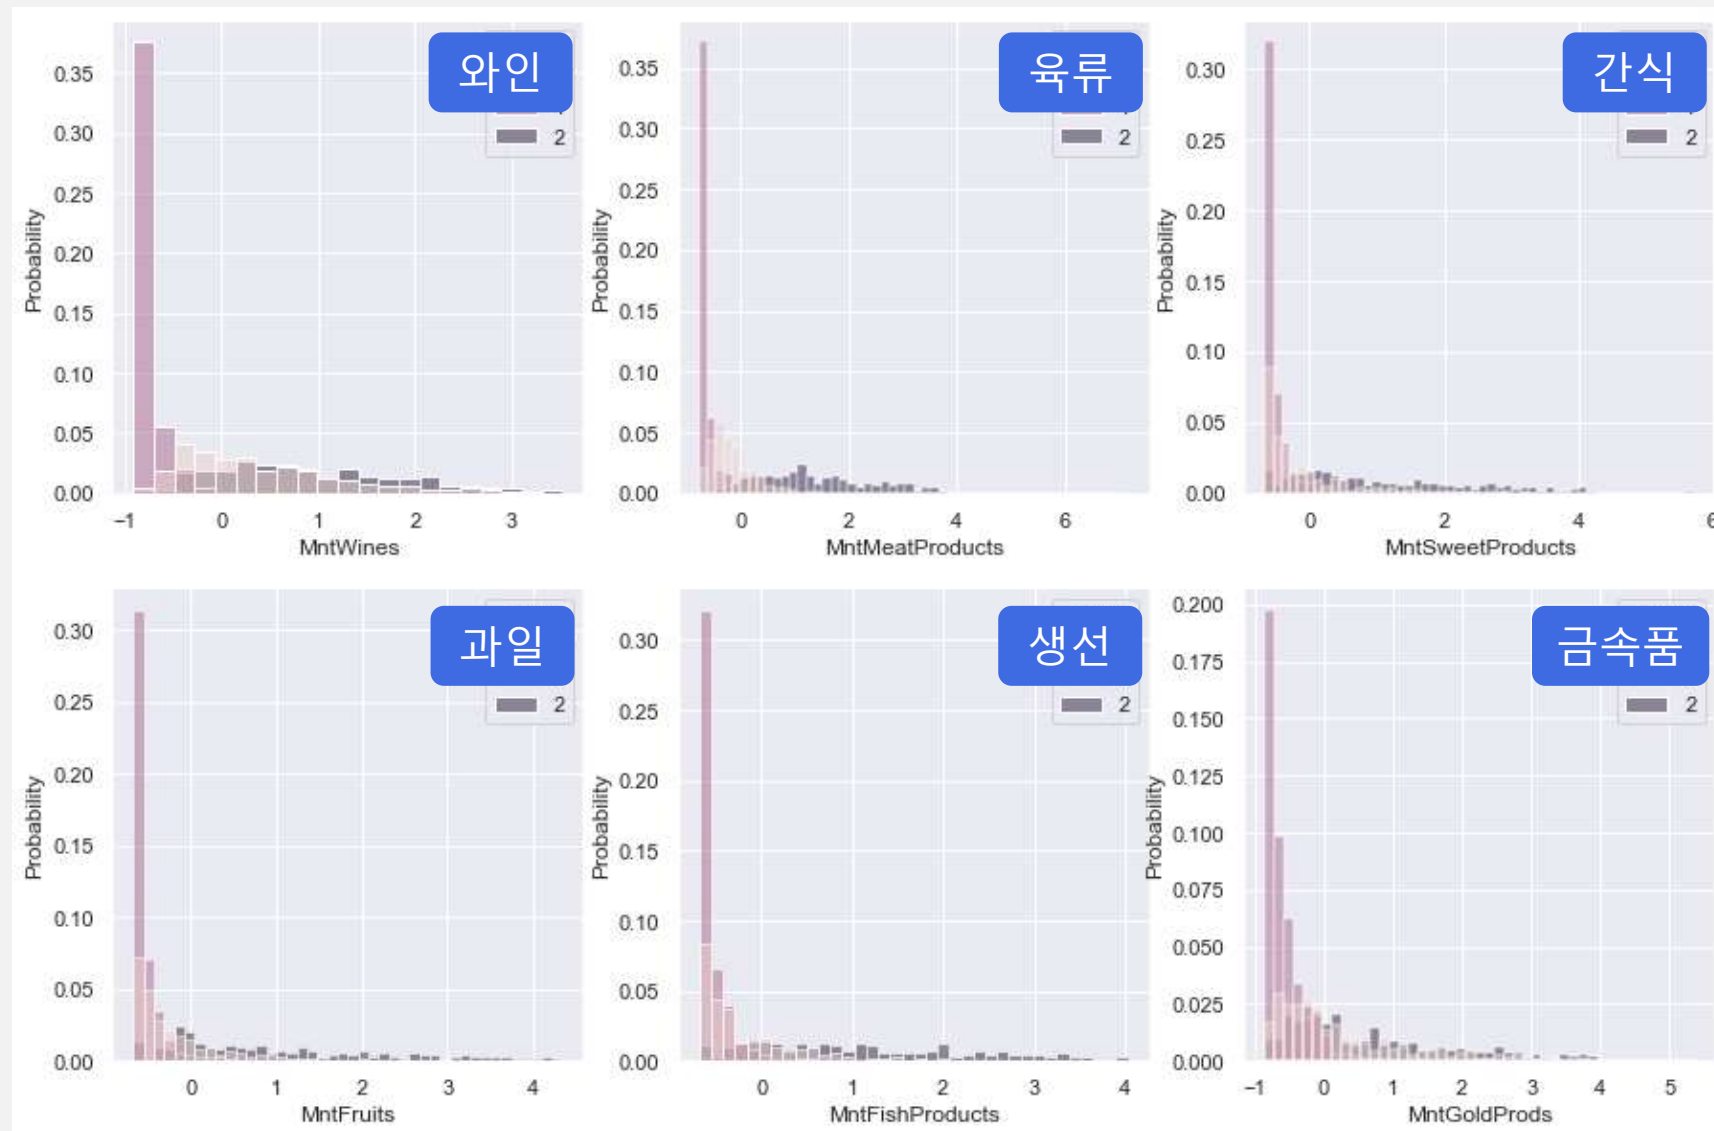 와인
0.35
0.30
0.25
0.20
0.15
0.10
0.05
0.00
Probability
2
−1 0 1 2 3
MntWines
육류
0.35
0.30
0.25
0.20
0.15
0.10
0.05
0.00
Probability
2
0 2 4 6
MntMeatProducts
간식
0.30
0.25
0.20
0.15
0.10
0.05
0.00
Probability
2
0 2 4 6
MntSweetProducts
과일
0.30
0.25
0.20
0.15
0.10
0.05
0.00
Probability
2
0 1 2 3 4
MntFruits
생선
0.30
0.25
0.20
0.15
0.10
0.05
0.00
Probability
2
0 1 2 3 4
MntFishProducts
금속품
0.200
0.175
0.150
0.125
0.100
0.075
0.050
0.025
0.000
Probability
2
−1 0 1 2 3 4 5
MntGoldProds